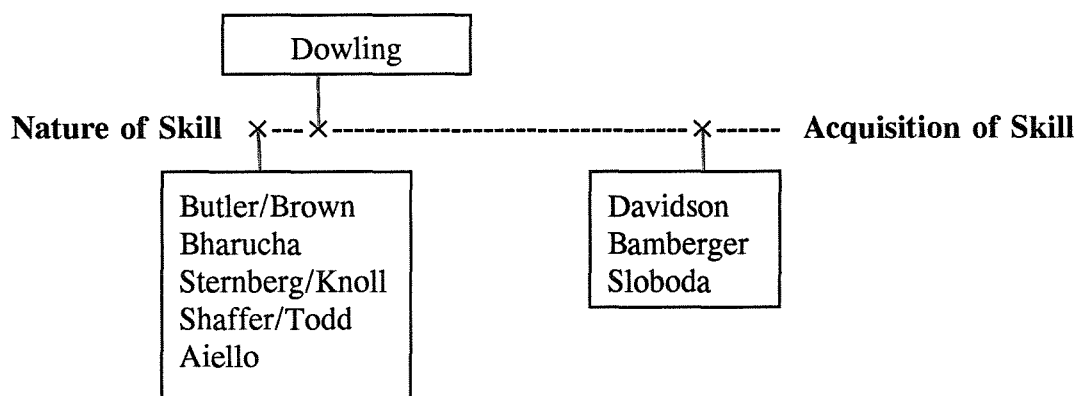 Dowling
Nature of Skill
Acquisition of Skill
Butler/Brown
Bharucha
Sternberg/Knoll
Shaffer/Todd
Aiello
Davidson
Bamberger
Sloboda